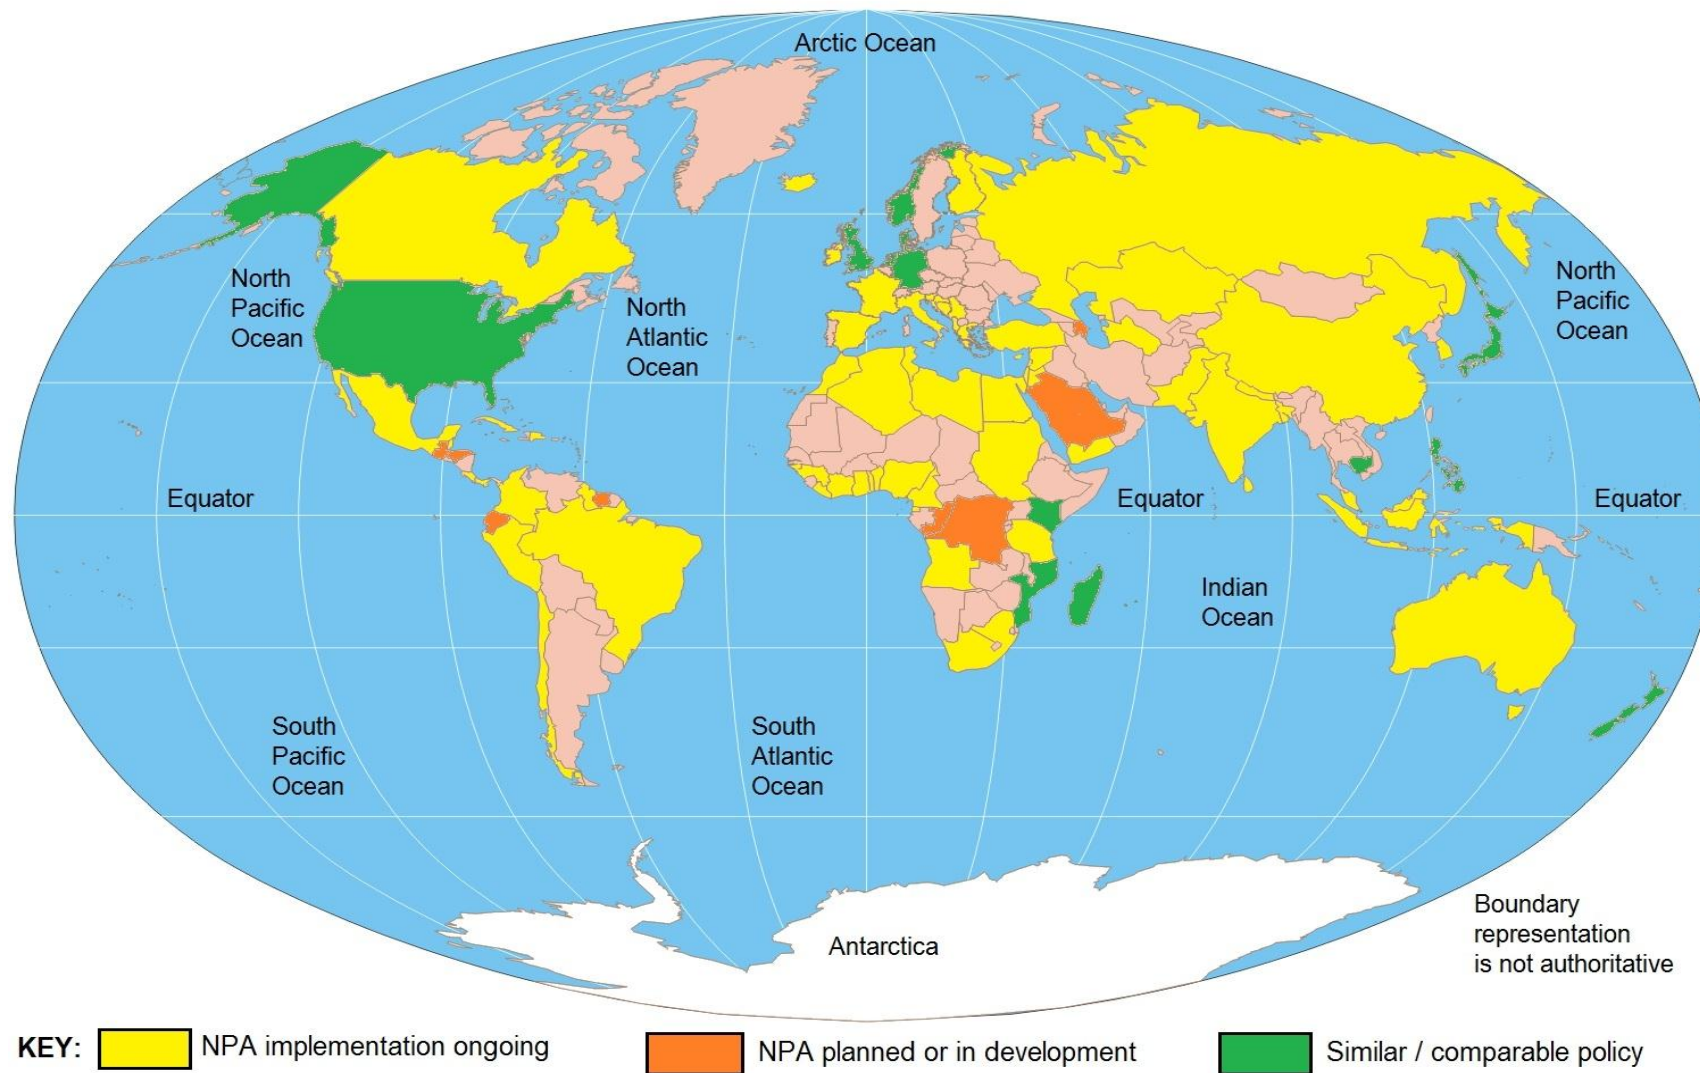 Arctic Ocean
North
Pacific
Ocean
North
Atlantic
Ocean
North
Pacific
Ocean
Equator
Equator
Equator
Indian
Ocean
South
Pacific
Ocean
South
Atlantic
Ocean
Antarctica
Boundary
representation
is not authoritative
KEY: NPA implementation ongoing NPA planned or in development Similar / comparable policy